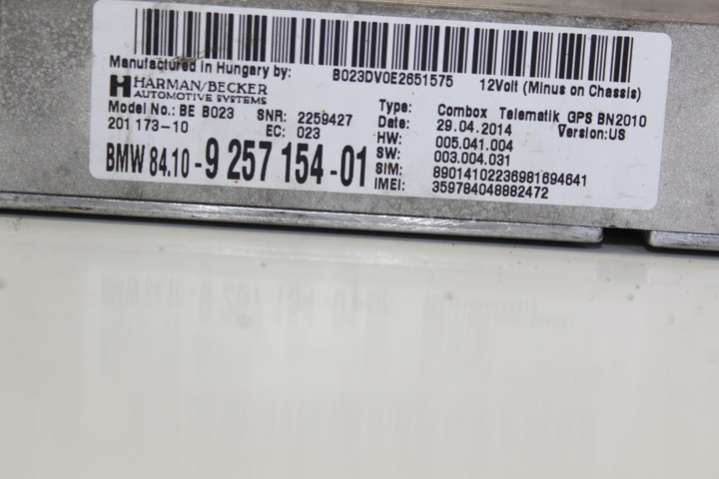 Manufactured in Hungary by: B023DV0E2651575 12Volt (Minus on Chassis)
HARMAN/BECKER
AUTOMOTIVE SYSTEMS
Model No.: BE B023 SNR: 2259427
201 173-10 EC: 023
BMW 84.10-9 257 154-01
Type: Combox Telematik GPS BN2010
Date: 29.04.2014 Version:US
HW: 005.041.004
SW: 003.004.031
SIM: 89014102236981694641
IMEI: 359784048882472